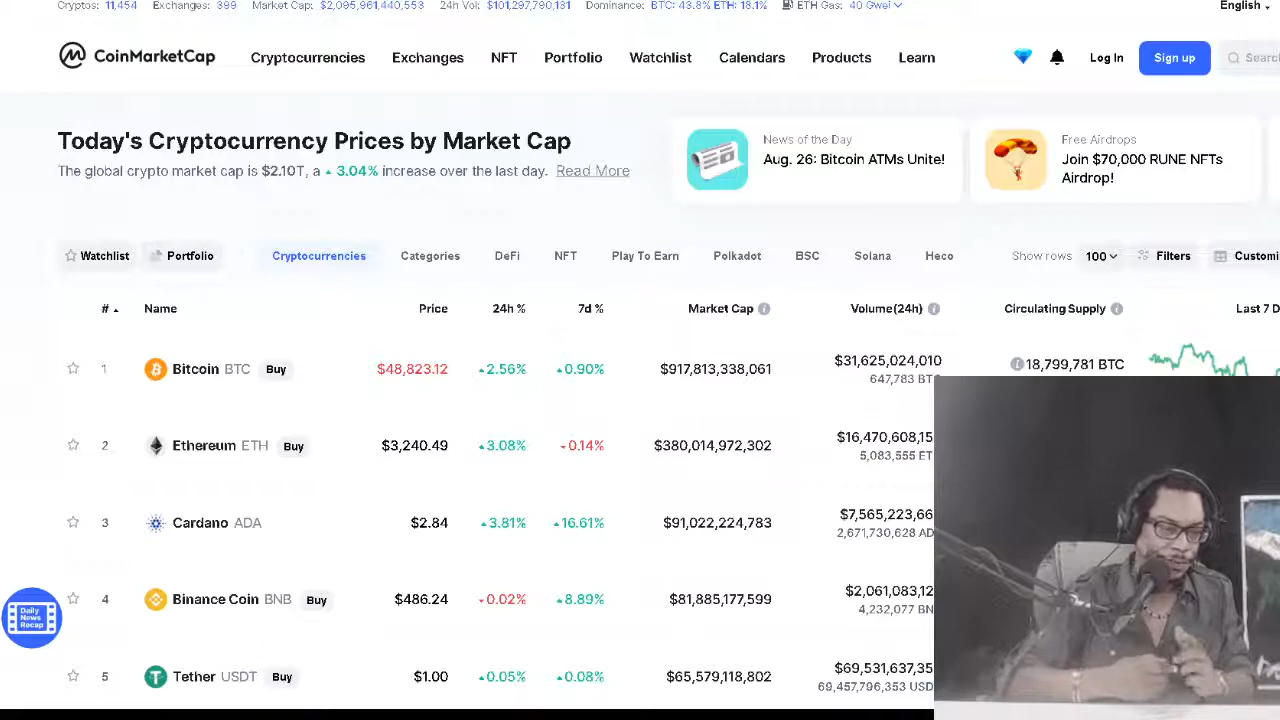 Cryptos: 11,454 Exchanges: 399 Market Cap: $2,095,961,440,553 24h Vol: $101,297,790,131 Dominance: BTC: 43.8% ETH: 18.1% ETH Gas: 40 Gwei English
CoinMarketCap Cryptocurrencies Exchanges NFT Portfolio Watchlist Calendars Products Learn Log In Sign up Search
Today's Cryptocurrency Prices by Market Cap
The global crypto market cap is $2.10T, a 3.04% increase over the last day. Read More
News of the Day
Aug. 26: Bitcoin ATMs Unite!
Free Airdrops
Join $70,000 RUNE NFTs
Airdrop!
Watchlist Portfolio Cryptocurrencies Categories DeFi NFT Play To Earn Polkadot BSC Solana Heco Show rows 100 Filters Customi
# Name Price 24h % 7d % Market Cap Volume(24h) Circulating Supply Last 7 D
1 Bitcoin BTC Buy $48,823.12 2.56% 0.90% $917,813,338,061 $31,625,024,010 18,799,781 BTC
647,783 BTC
2 Ethereum ETH Buy $3,240.49 3.08% 0.14% $380,014,972,302 $16,470,608,15
5,083,555 ET
3 Cardano ADA $2.84 3.81% 16.61% $91,022,224,783 $7,565,223,66
2,671,730,628 AD
4 Binance Coin BNB Buy $486.24 0.02% 8.89% $81,885,177,599 $2,061,083,12
4,232,077 BN
Daily
News
Recap
5 Tether USDT Buy $1.00 0.05% 0.08% $65,579,118,802 $69,531,637,35
69,457,796,353 USD